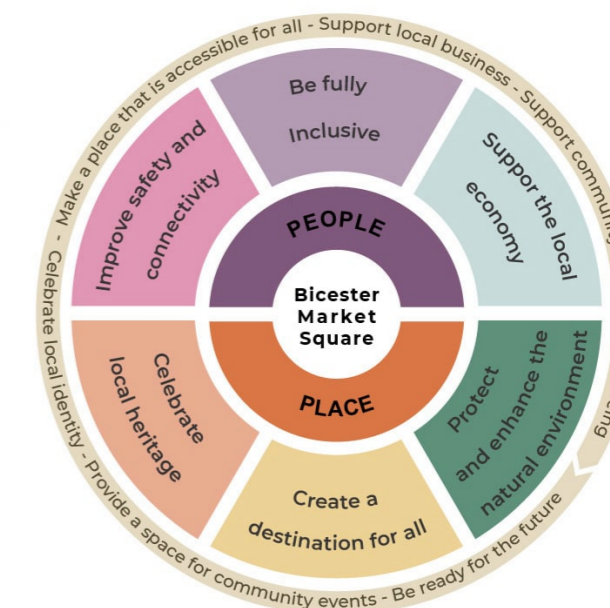 Make a place that is accessible for all - Support local business - Support community
Be fully
Inclusive
Improve safety and
connectivity
Support the local
economy
PEOPLE
Bicester
Market
Square
PLACE
Celebrate
local heritage
Create a
destination for all
Protect
and enhance the
natural environment
- Celebrate local identity - Provide a space for community events - Be ready for the future